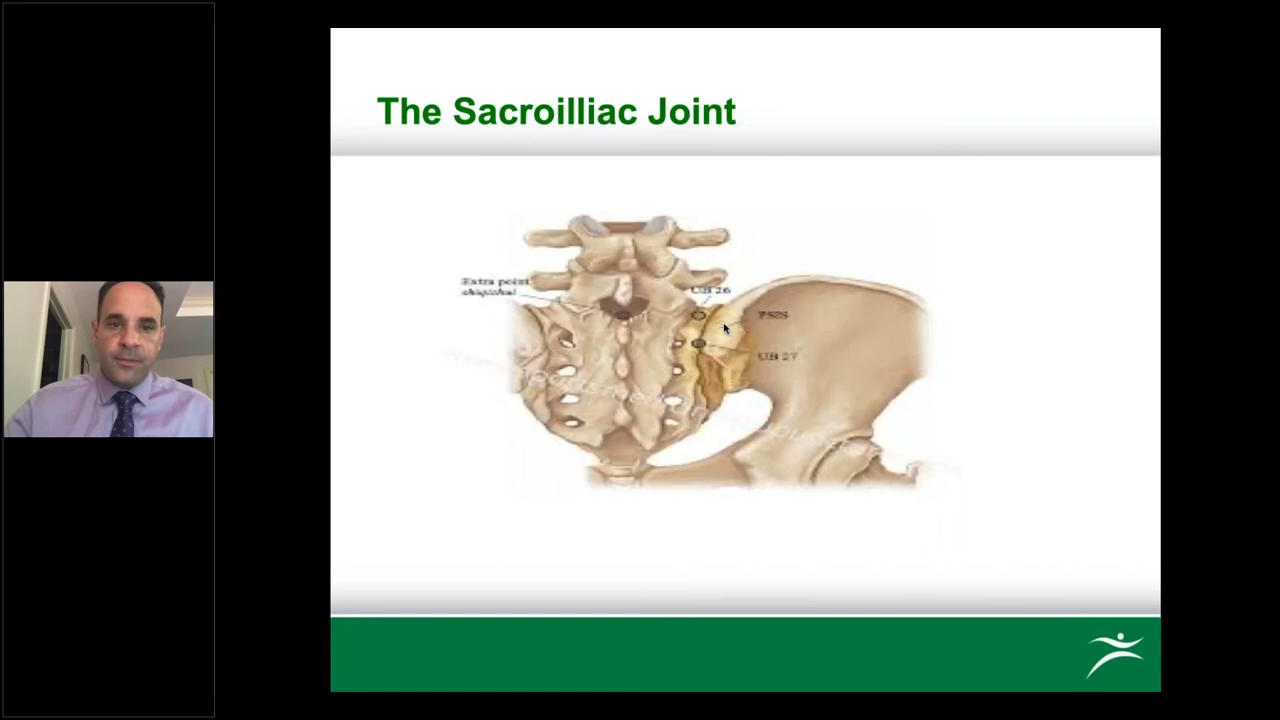 The Sacroilliac Joint
Extra point
shiqizhui
UB 26
PSIS
UB 27